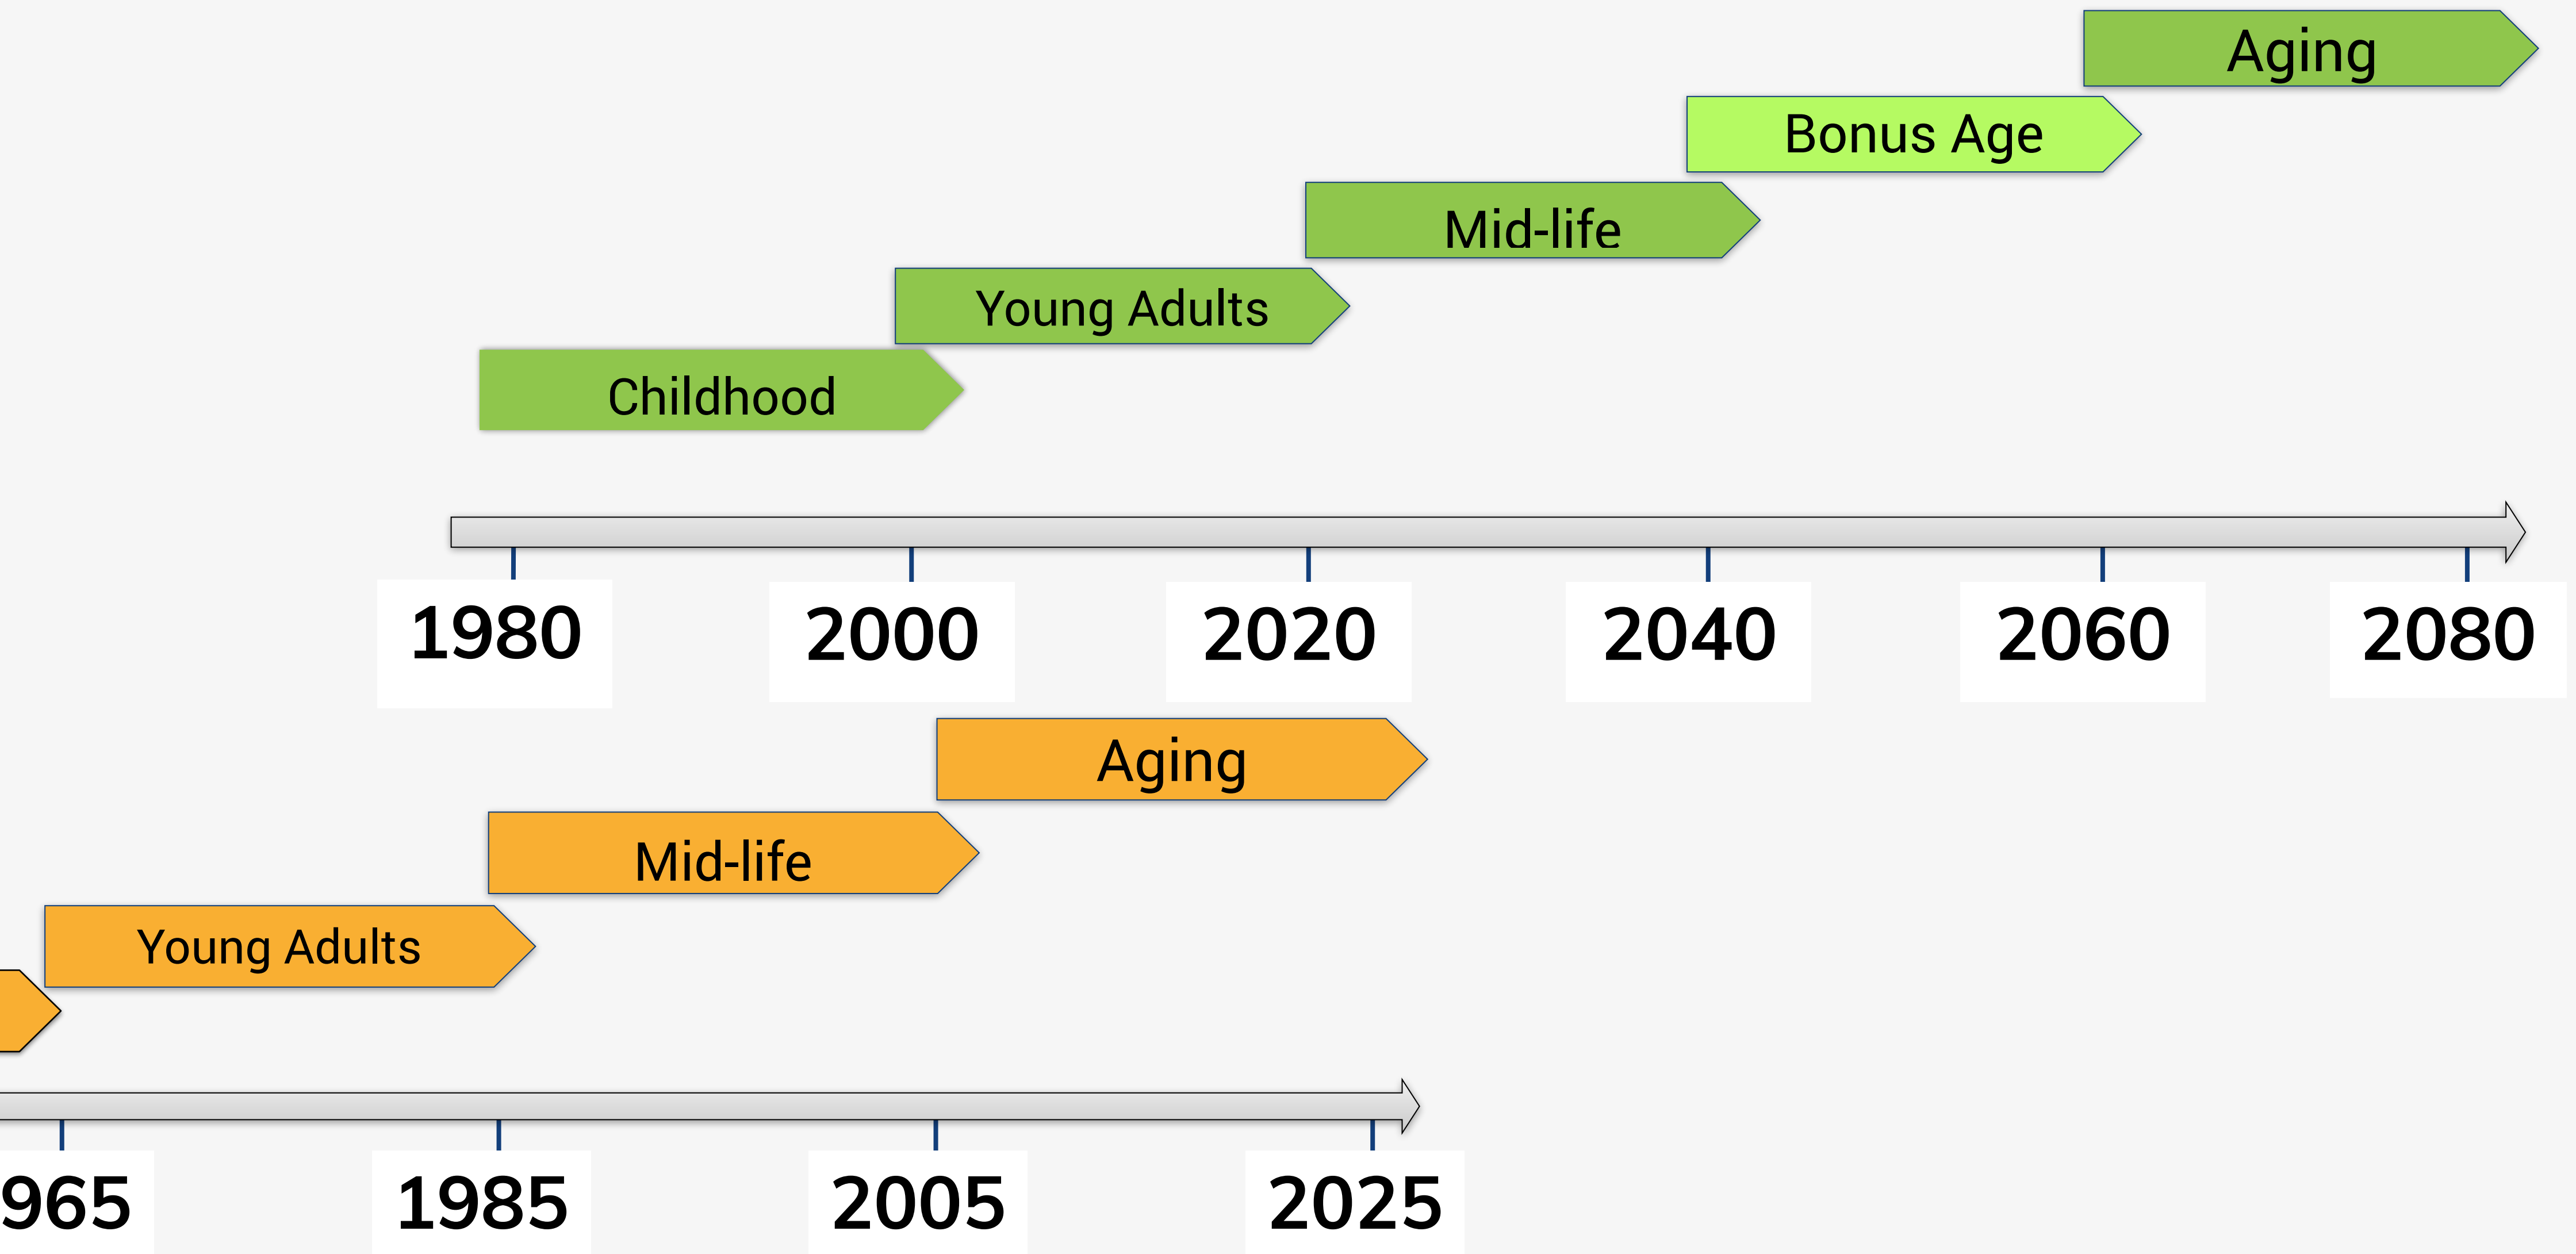 Aging
Bonus Age
Mid-life
Young Adults
Childhood
1980 2000 2020 2040 2060 2080
Aging
Mid-life
Young Adults
965 1985 2005 2025